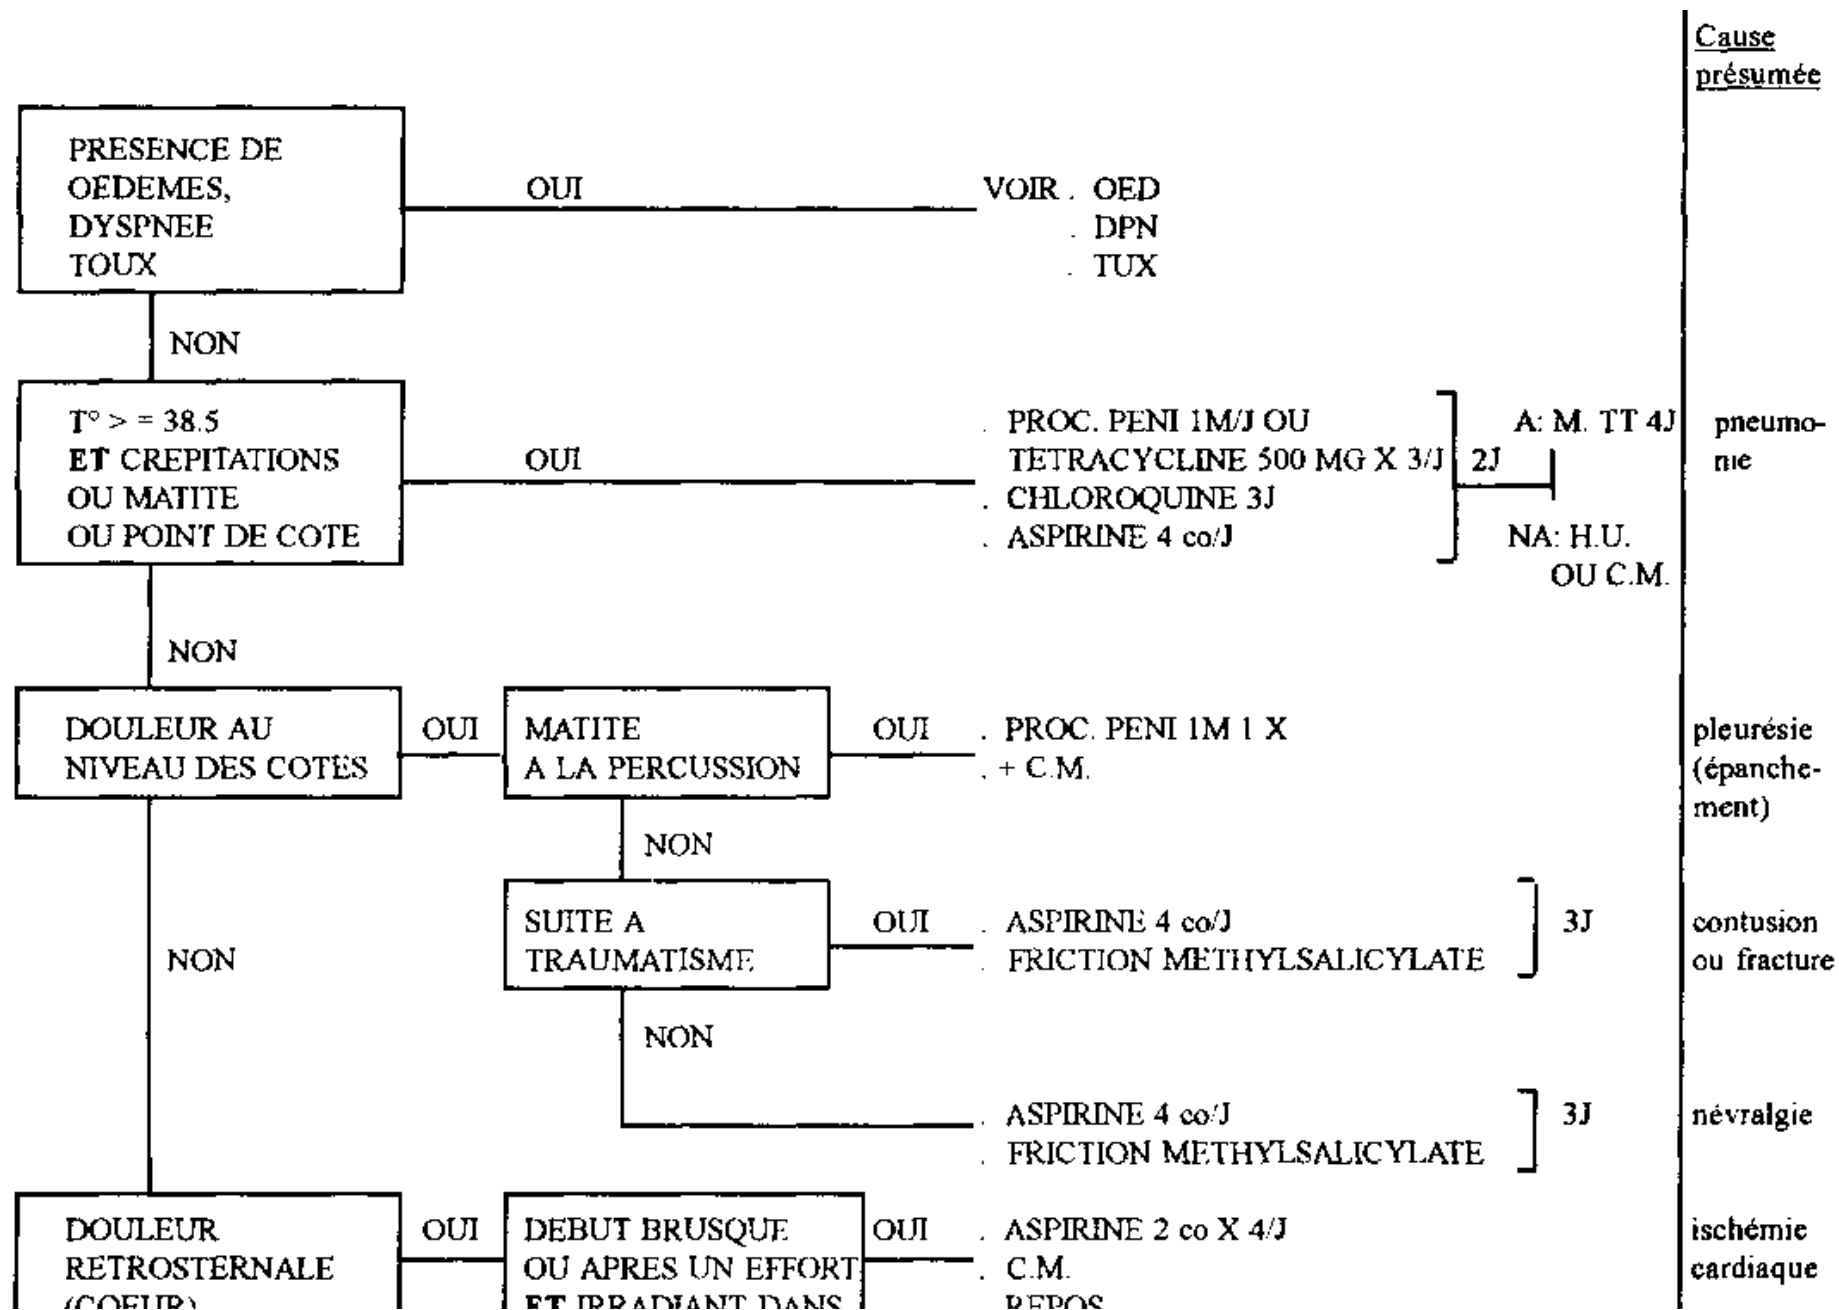 Cause
présumée
PRESENCE DE
OEDEMES,
DYSPNEE
TOUX
OUI
VOIR . OED
. DPN
. TUX
NON
T° > = 38.5
ET CREPITATIONS
OU MATITE
OU POINT DE COTE
OUI
. PROC. PENI 1M/J OU
TETRACYCLINE 500 MG X 3/J
. CHLOROQUINE 3J
. ASPIRINE 4 co/J
2J
A: M. TT 4J
NA: H.U.
OU C.M.
pneumo-
nie
NON
DOULEUR AU
NIVEAU DES COTES
OUI
MATITE
A LA PERCUSSION
OUI
. PROC. PENI 1M 1 X
. + C.M.
pleurésie
(épanche-
ment)
NON
SUITE A
TRAUMATISME
OUI
. ASPIRINE 4 co/J
. FRICTION METHYLSALICYLATE
3J
contusion
ou fracture
NON
NON
. ASPIRINE 4 co/J
. FRICTION METHYLSALICYLATE
3J
névralgie
DOULEUR
RETROSTERNALE
(COEUR)
OUI
DEBUT BRUSQUE
OU APRES UN EFFORT
ET IRRADIANT DANS
OUI
. ASPIRINE 2 co X 4/J
. C.M.
REPOS
ischémie
cardiaque